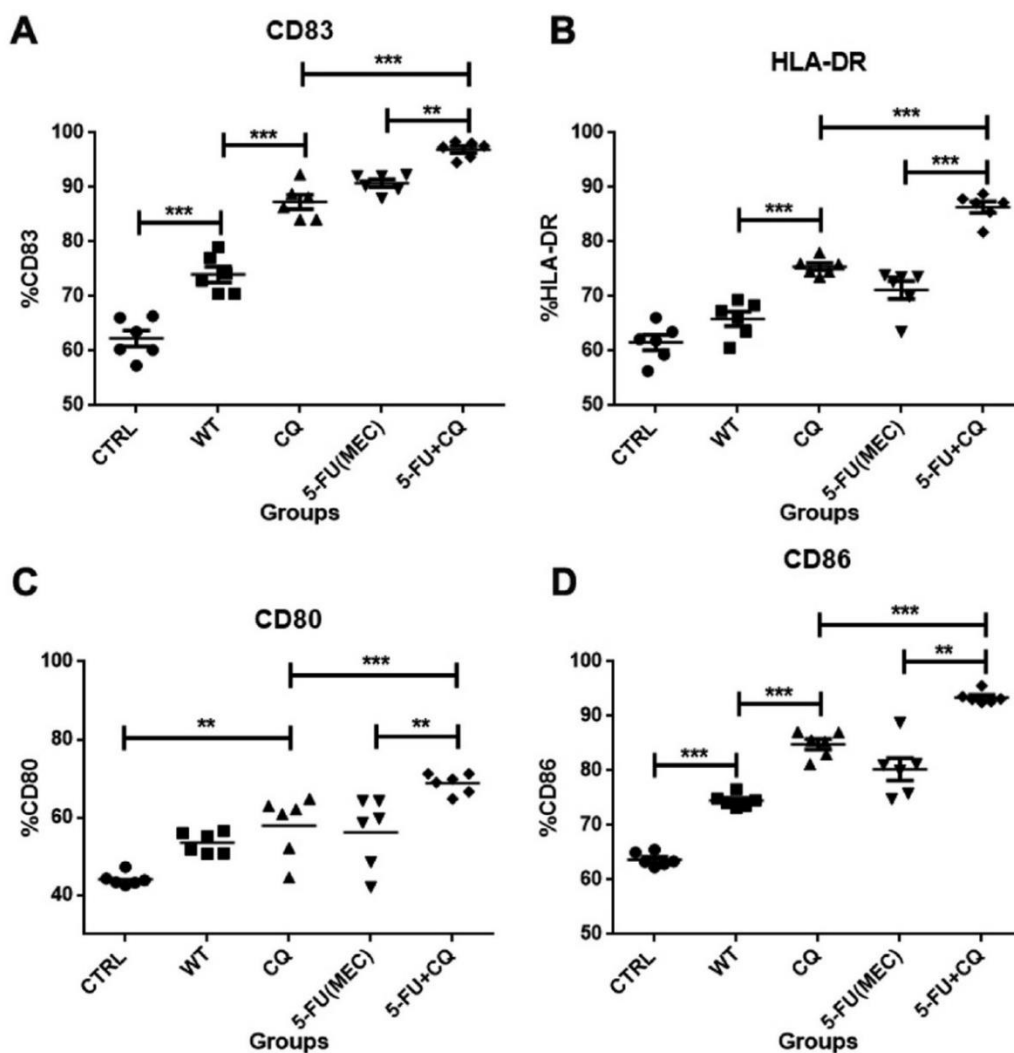 A
CD83
***
**
***
***
%CD83
100
90
80
70
60
50
CTRL
WT
CQ
5-FU(MEC)
5-FU+CQ
Groups
B
HLA-DR
***
***
***
%HLA-DR
100
90
80
70
60
50
CTRL
WT
CQ
5-FU(MEC)
5-FU+CQ
Groups
C
CD80
***
**
**
%CD80
100
80
60
40
CTRL
WT
CQ
5-FU(MEC)
5-FU+CQ
Groups
D
CD86
***
**
***
***
%CD86
100
90
80
70
60
50
CTRL
WT
CQ
5-FU(MEC)
5-FU+CQ
Groups